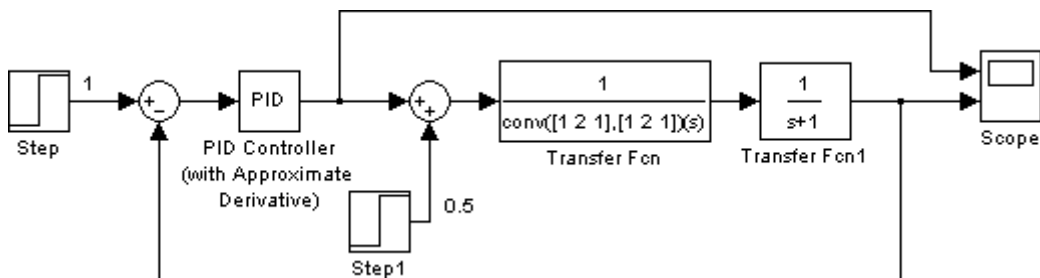 1
Step
+
−
PID
PID Controller
(with Approximate
Derivative)
+
+
0.5
Step1
1
conv([1 2 1],[1 2 1])(s)
Transfer Fcn
1
s+1
Transfer Fcn1
Scope